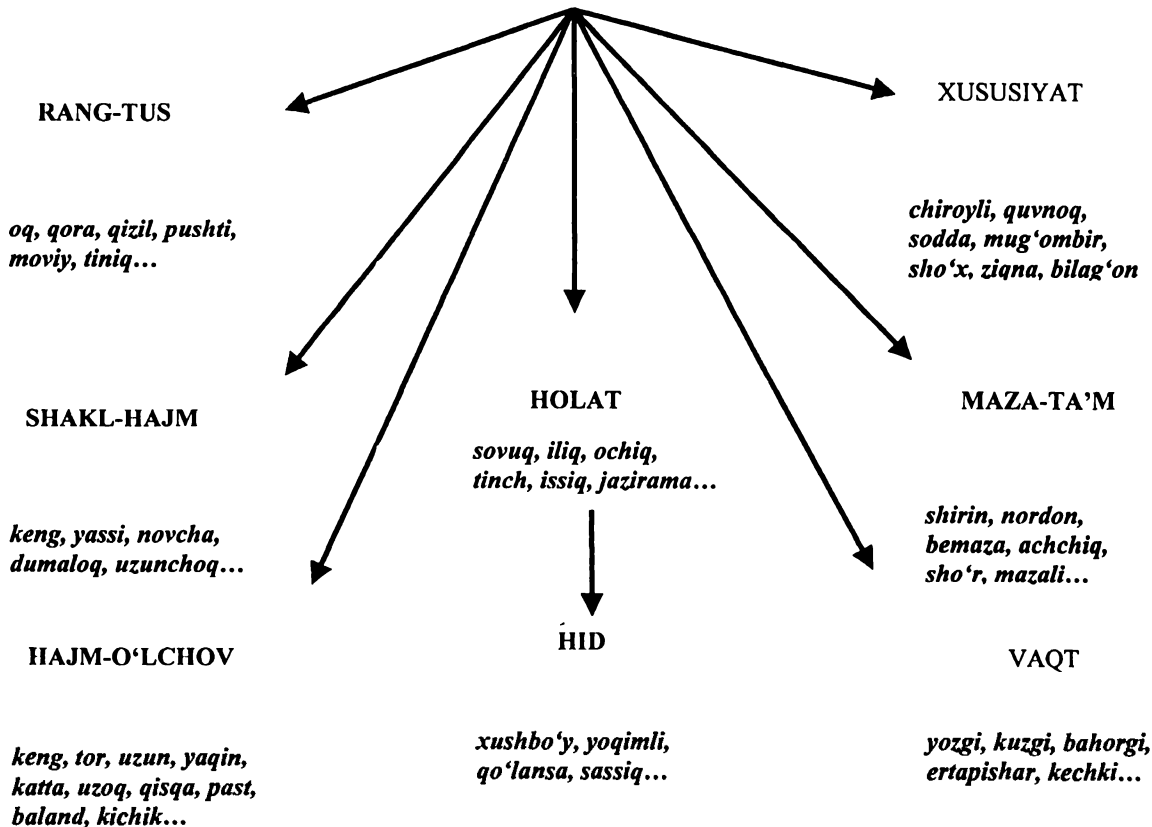 RANG-TUS
XUSUSIYAT
oq, qora, qizil, pushti,
moviy, tiniq...
chiroyli, quvnoq,
sodda, mug‘ombir,
sho‘x, ziqna, bilag‘on
SHAKL-HAJM
HOLAT
MAZA-TA’M
sovuq, iliq, ochiq,
tinch, issiq, jazirama...
keng, yassi, novcha,
dumaloq, uzunchoq...
shirin, nordon,
bemaza, achchiq,
sho‘r, mazali...
HAJM-O‘LCHOV
HID
VAQT
keng, tor, uzun, yaqin,
katta, uzoq, qisqa, past,
baland, kichik...
xushbo‘y, yoqimli,
qo‘lansa, sassiq...
yozgi, kuzgi, bahorgi,
ertapishar, kechki...